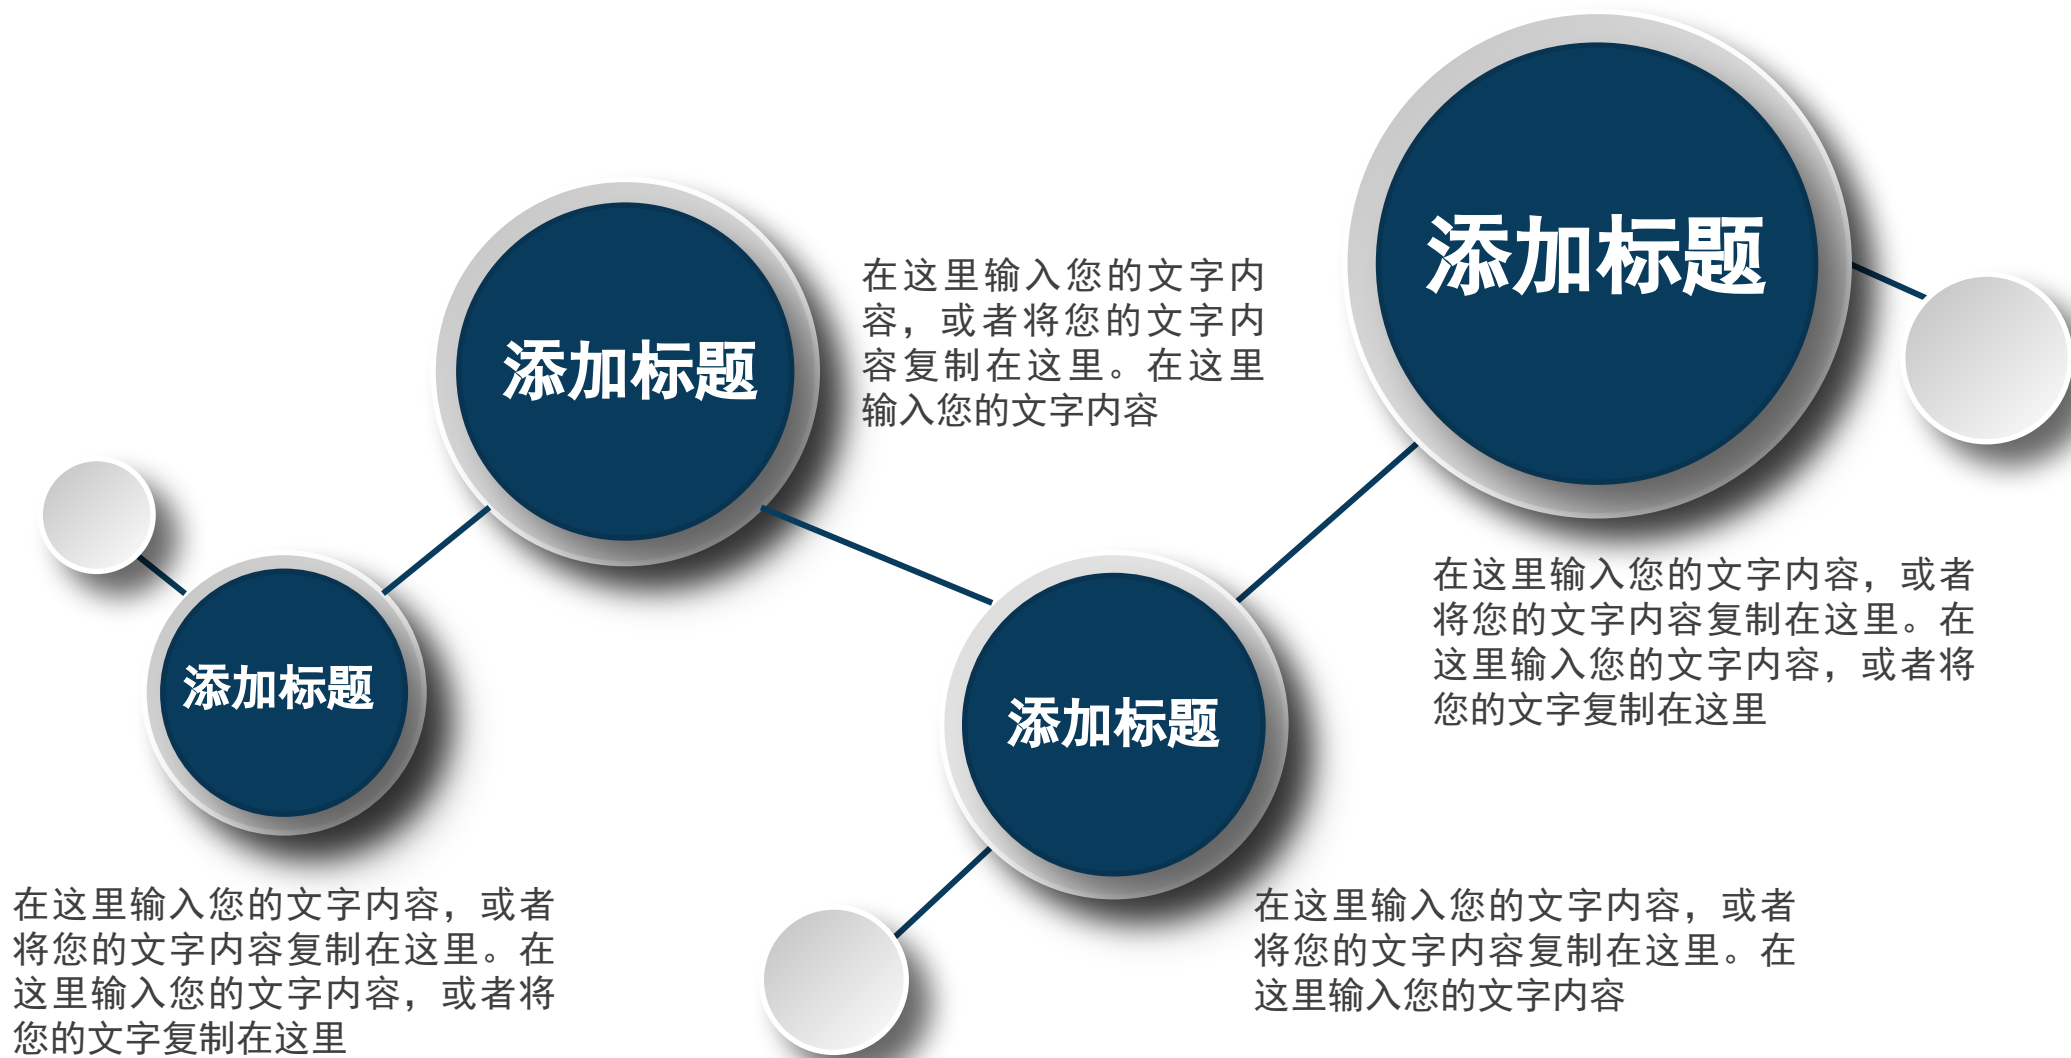 添加标题
在这里输入您的文字内容，或者
将您的文字内容复制在这里。在
这里输入您的文字内容，或者将
您的文字复制在这里
添加标题
在这里输入您的文字内
容，或者将您的文字内
容复制在这里。在这里
输入您的文字内容
添加标题
在这里输入您的文字内容，或者
将您的文字内容复制在这里。在
这里输入您的文字内容
添加标题
在这里输入您的文字内容，或者
将您的文字内容复制在这里。在
这里输入您的文字内容，或者将
您的文字复制在这里